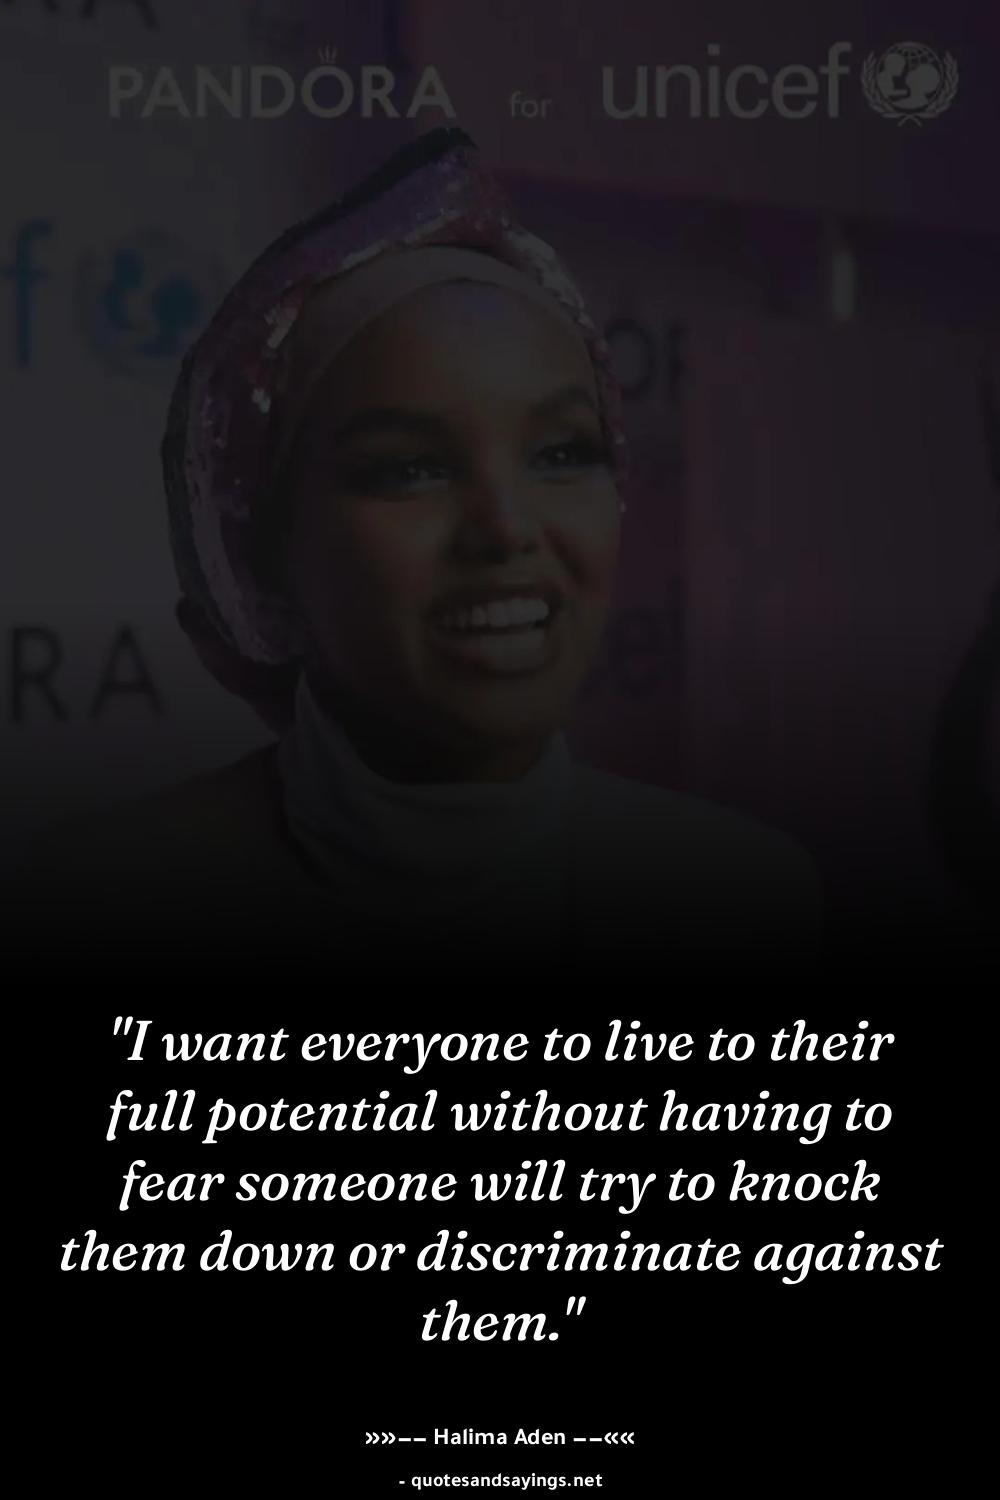 PANDORA for unicef
f
OR
RA
"I want everyone to live to their
full potential without having to
fear someone will try to knock
them down or discriminate against
them."
»»–– Halima Aden ––««
- quotesandsayings.net